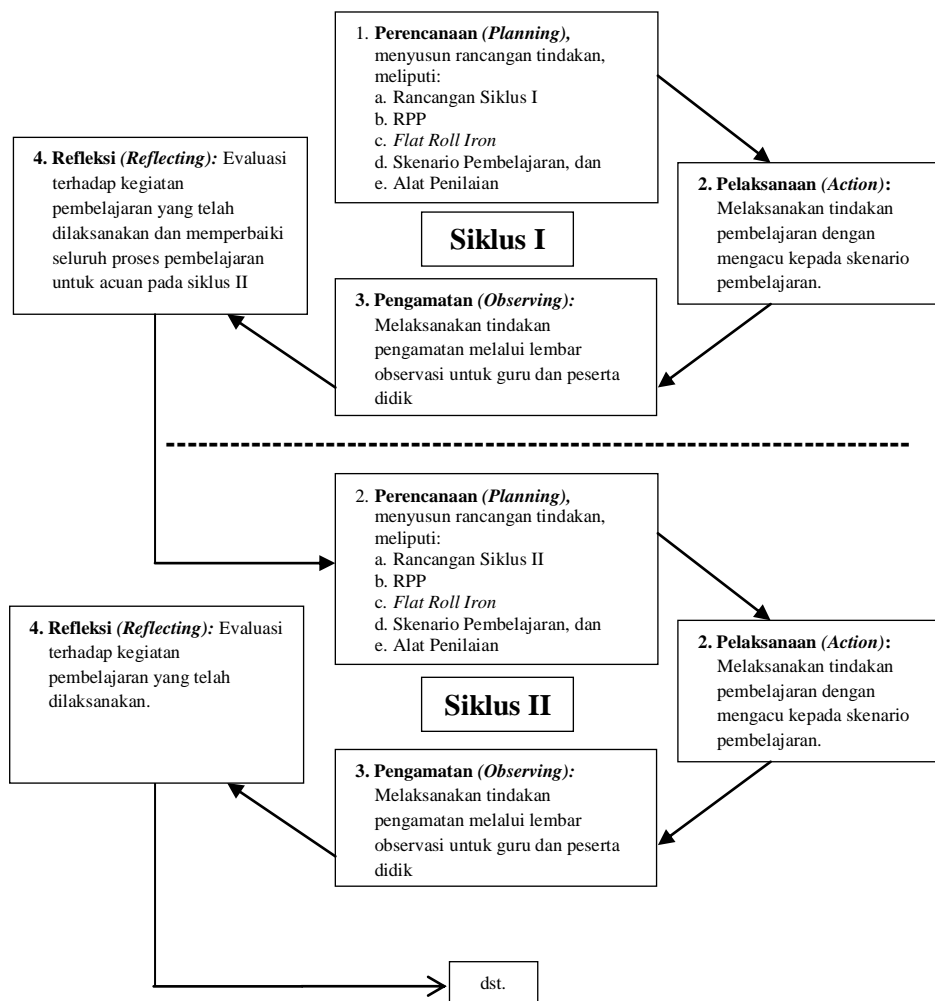 1. Perencanaan (Planning),
menyusun rancangan tindakan,
meliputi:
a. Rancangan Siklus I
b. RPP
c. Flat Roll Iron
d. Skenario Pembelajaran, dan
e. Alat Penilaian
4. Refleksi (Reflecting): Evaluasi
terhadap kegiatan
pembelajaran yang telah
dilaksanakan dan memperbaiki
seluruh proses pembelajaran
untuk acuan pada siklus II
2. Pelaksanaan (Action):
Melaksanakan tindakan
pembelajaran dengan
mengacu kepada skenario
pembelajaran.
Siklus I
3. Pengamatan (Observing):
Melaksanakan tindakan
pengamatan melalui lembar
observasi untuk guru dan peserta
didik
2. Perencanaan (Planning),
menyusun rancangan tindakan,
meliputi:
a. Rancangan Siklus II
b. RPP
c. Flat Roll Iron
d. Skenario Pembelajaran, dan
e. Alat Penilaian
4. Refleksi (Reflecting): Evaluasi
terhadap kegiatan
pembelajaran yang telah
dilaksanakan.
2. Pelaksanaan (Action):
Melaksanakan tindakan
pembelajaran dengan
mengacu kepada skenario
pembelajaran.
Siklus II
3. Pengamatan (Observing):
Melaksanakan tindakan
pengamatan melalui lembar
observasi untuk guru dan peserta
didik
dst.